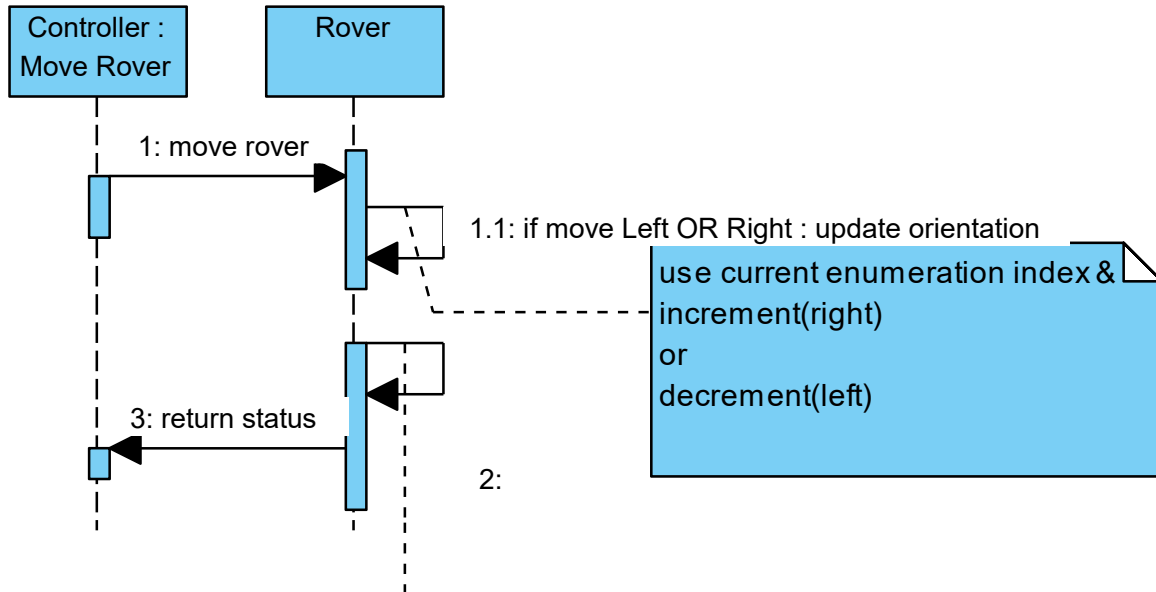 Controller :
Move Rover
Rover
1: move rover
1.1: if move Left OR Right : update orientation
use current enumeration index &
increment(right)
or
decrement(left)
3: return status
2: